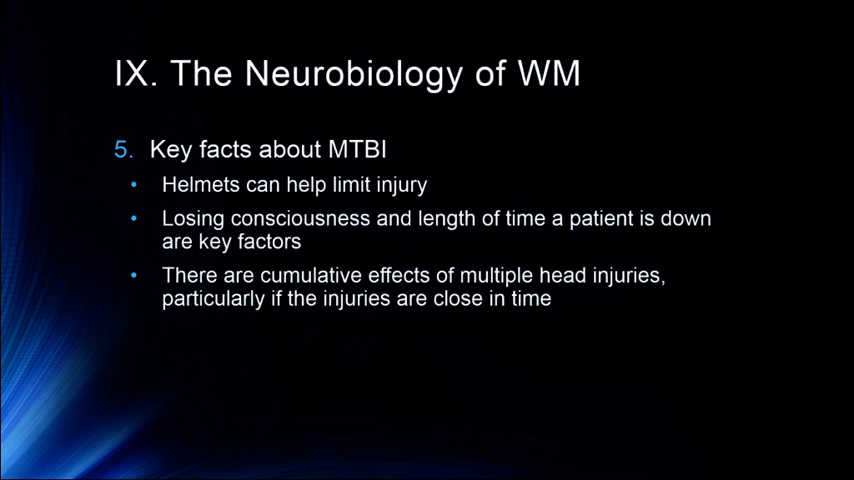 IX. The Neurobiology of WM
5. Key facts about MTBI
• Helmets can help limit injury
• Losing consciousness and length of time a patient is down
are key factors
• There are cumulative effects of multiple head injuries,
particularly if the injuries are close in time